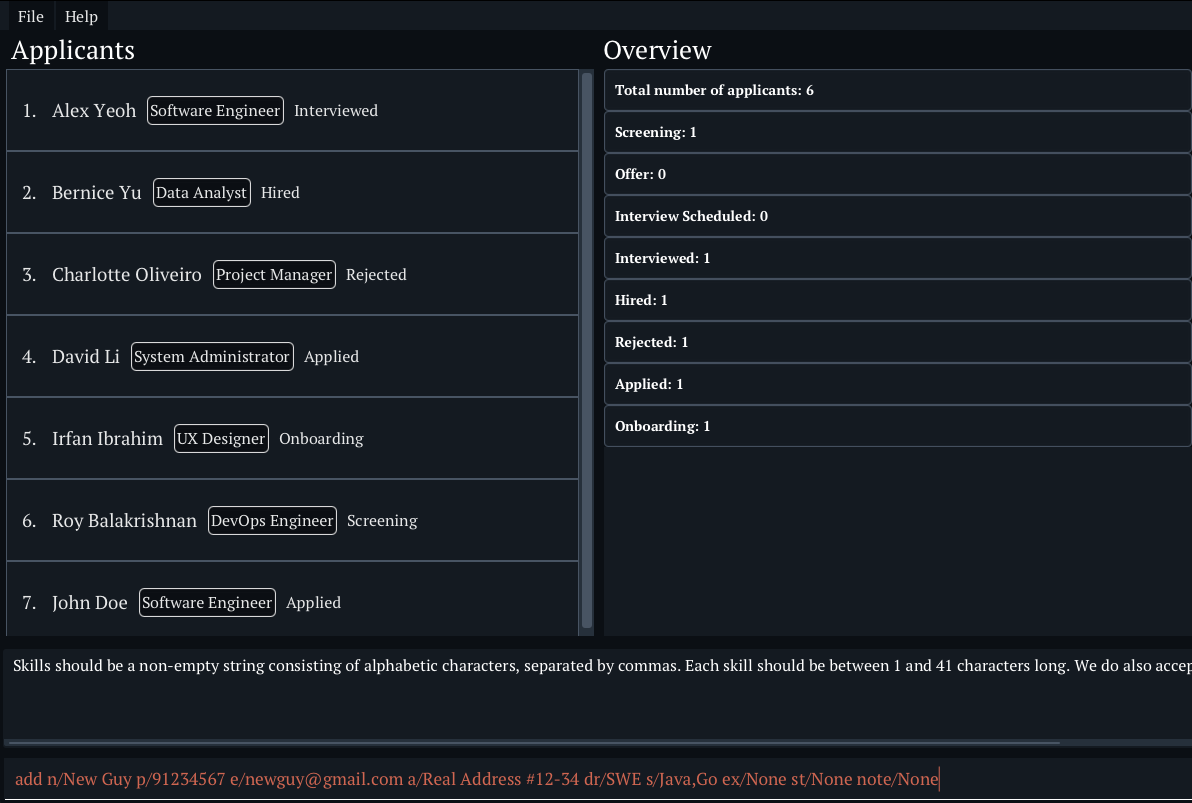 File Help
Applicants
1. Alex Yeoh Software Engineer Interviewed
2. Bernice Yu Data Analyst Hired
3. Charlotte Oliveiro Project Manager Rejected
4. David Li System Administrator Applied
5. Irfan Ibrahim UX Designer Onboarding
6. Roy Balakrishnan DevOps Engineer Screening
7. John Doe Software Engineer Applied
Overview
Total number of applicants: 6
Screening: 1
Offer: 0
Interview Scheduled: 0
Interviewed: 1
Hired: 1
Rejected: 1
Applied: 1
Onboarding: 1
Skills should be a non-empty string consisting of alphabetic characters, separated by commas. Each skill should be between 1 and 41 characters long. We do also accep
add n/New Guy p/91234567 e/newguy@gmail.com a/Real Address #12-34 dr/SWE s/Java,Go ex/None st/None note/None